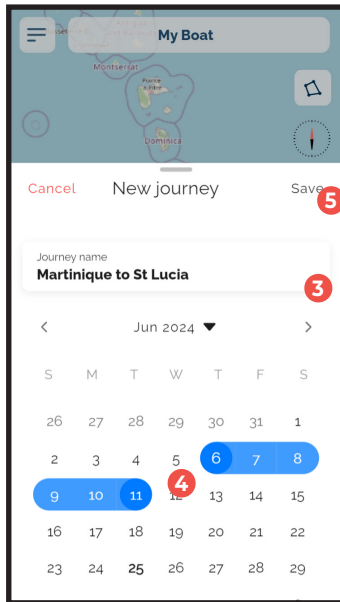 My Boat
Montserrat
Pointe
à-Pitre
Dominica
Cancel New journey Save
5
Journey name
Martinique to St Lucia
3
Jun 2024
S M T W T F S
26 27 28 29 30 31 1
2 3 4 5 6 7 8
4
9 10 11 12 13 14 15
16 17 18 19 20 21 22
23 24 25 26 27 28 29